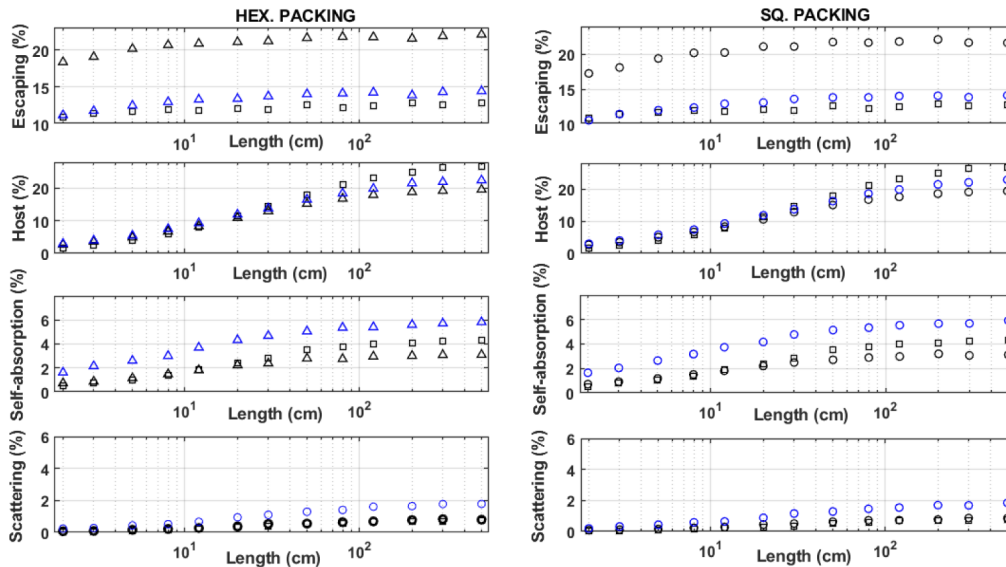 HEX. PACKING
Escaping (%)
20
15
10
10¹
10²
Length (cm)
Host (%)
20
10
0
10¹
10²
Length (cm)
Self-absorption (%)
6
4
2
0
10¹
10²
Length (cm)
Scattering (%)
6
4
2
0
10¹
10²
Length (cm)
SQ. PACKING
Escaping (%)
20
15
10
10¹
10²
Length (cm)
Host (%)
20
10
0
10¹
10²
Length (cm)
Self-absorption (%)
6
4
2
0
10¹
10²
Length (cm)
Scattering (%)
6
4
2
0
10¹
10²
Length (cm)